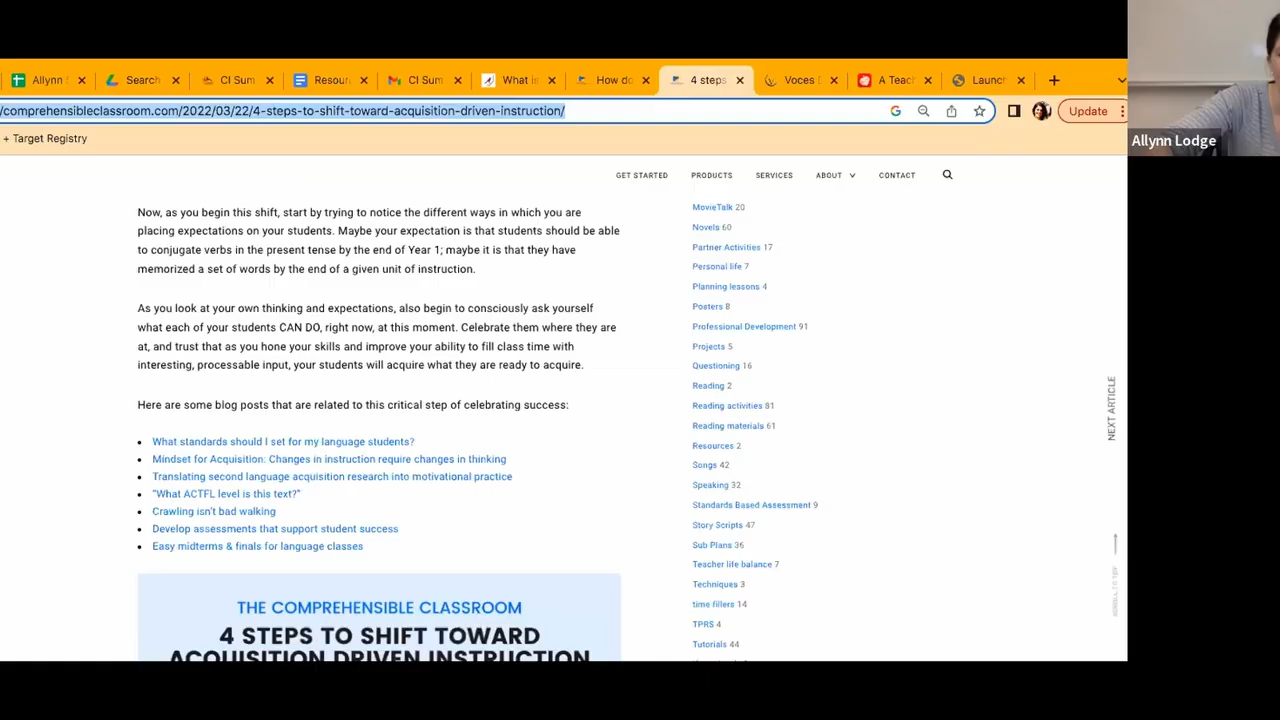 Allynn
Search
CI Sum
Resour
CI Sum
What is
How do
4 steps
Voces D
A Teach
Launch
/comprehensibleclassroom.com/2022/03/22/4-steps-to-shift-toward-acquisition-driven-instruction/
Update
+ Target Registry
Allynn Lodge
GET STARTED
PRODUCTS
SERVICES
ABOUT
CONTACT
Now, as you begin this shift, start by trying to notice the different ways in which you are
placing expectations on your students. Maybe your expectation is that students should be able
to conjugate verbs in the present tense by the end of Year 1; maybe it is that they have
memorized a set of words by the end of a given unit of instruction.
As you look at your own thinking and expectations, also begin to consciously ask yourself
what each of your students CAN DO, right now, at this moment. Celebrate them where they are
at, and trust that as you hone your skills and improve your ability to fill class time with
interesting, processable input, your students will acquire what they are ready to acquire.
Here are some blog posts that are related to this critical step of celebrating success:
What standards should I set for my language students?
Mindset for Acquisition: Changes in instruction require changes in thinking
Translating second language acquisition research into motivational practice
"What ACTFL level is this text?"
Crawling isn't bad walking
Develop assessments that support student success
Easy midterms & finals for language classes
THE COMPREHENSIBLE CLASSROOM
4 STEPS TO SHIFT TOWARD
ACQUISITION DRIVEN INSTRUCTION
MovieTalk 20
Novels 60
Partner Activities 17
Personal life 7
Planning lessons 4
Posters 8
Professional Development 91
Projects 5
Questioning 16
Reading 2
Reading activities 81
Reading materials 61
Resources 2
Songs 42
Speaking 32
Standards Based Assessment 9
Story Scripts 47
Sub Plans 36
Teacher life balance 7
Techniques 3
time fillers 14
TPRS 4
Tutorials 44
NEXT ARTICLE
SCROLL TO TOP